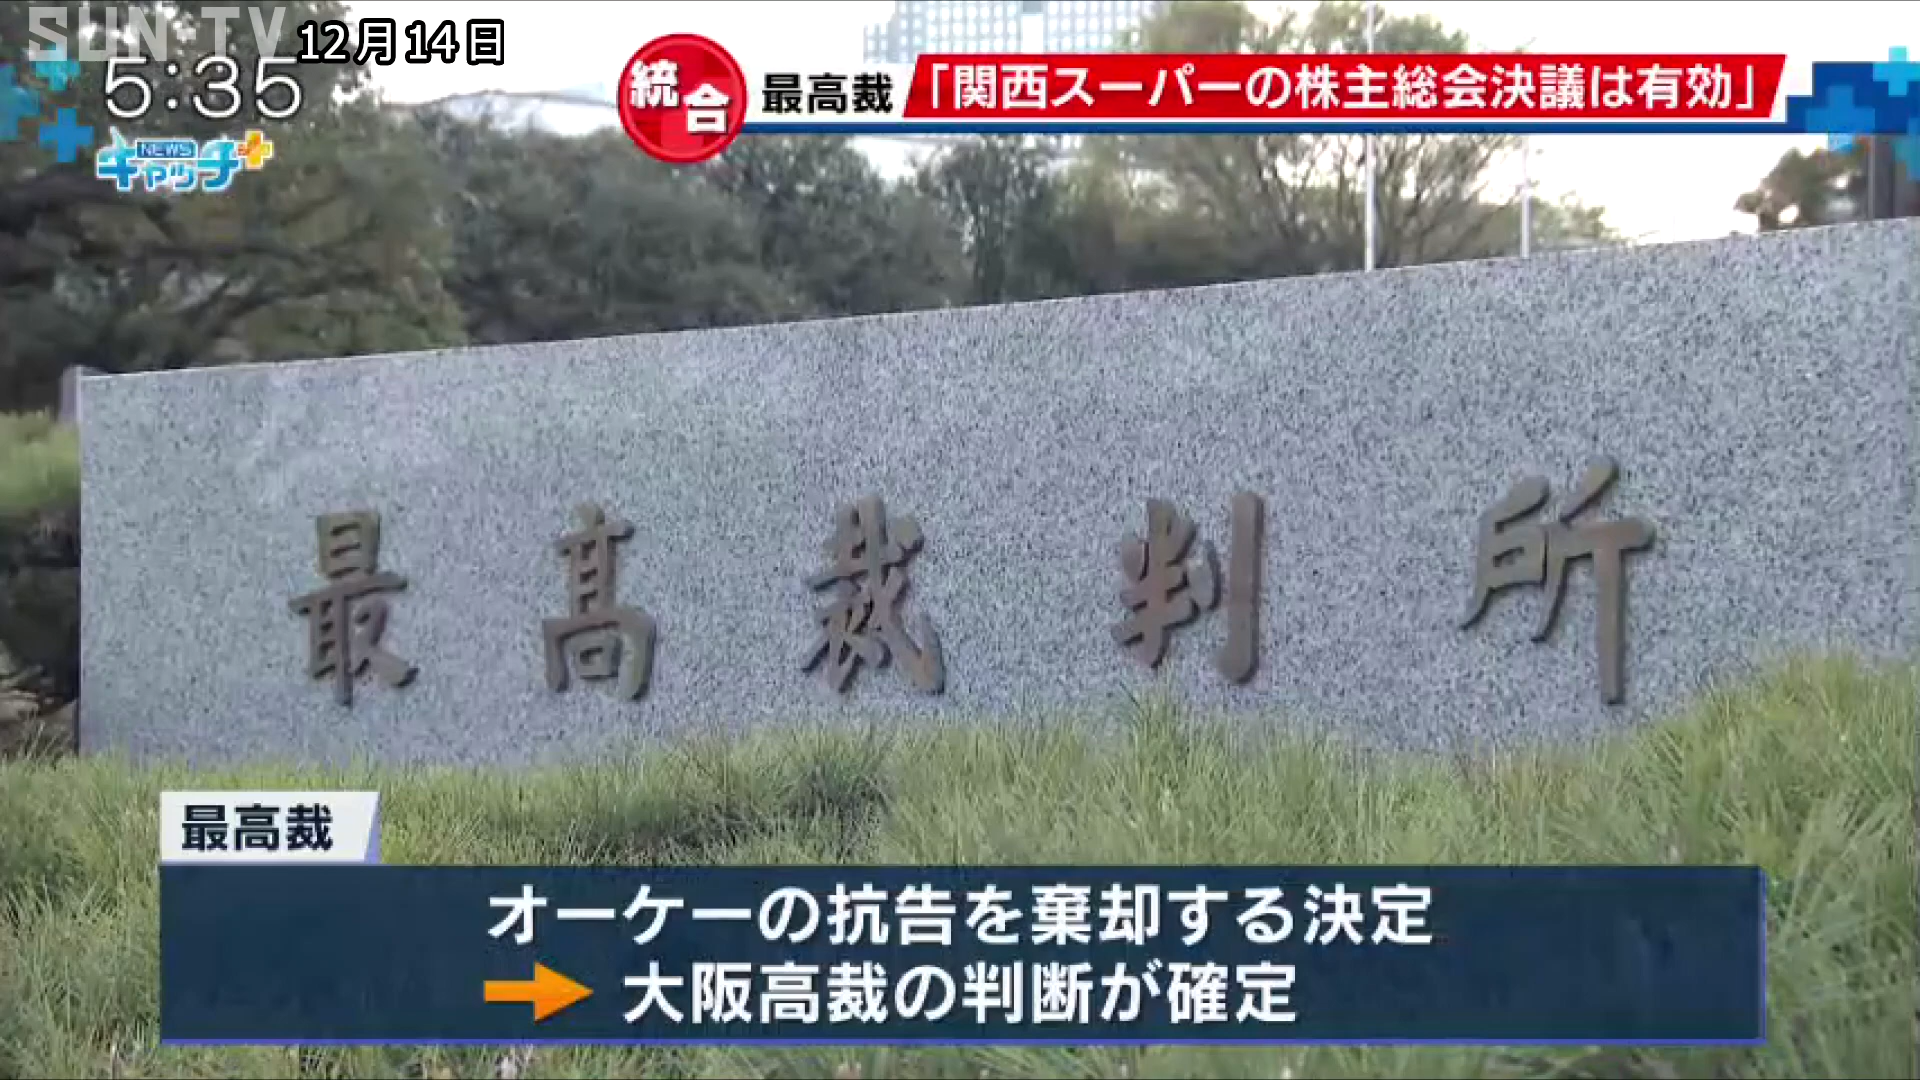 SUN-TV
12月14日
5:35
NEWS
キャッチ+
統合
最高裁
「関西スーパーの株主総会決議は有効」
最高裁判所
最高裁
オーケーの抗告を棄却する決定
→大阪高裁の判断が確定